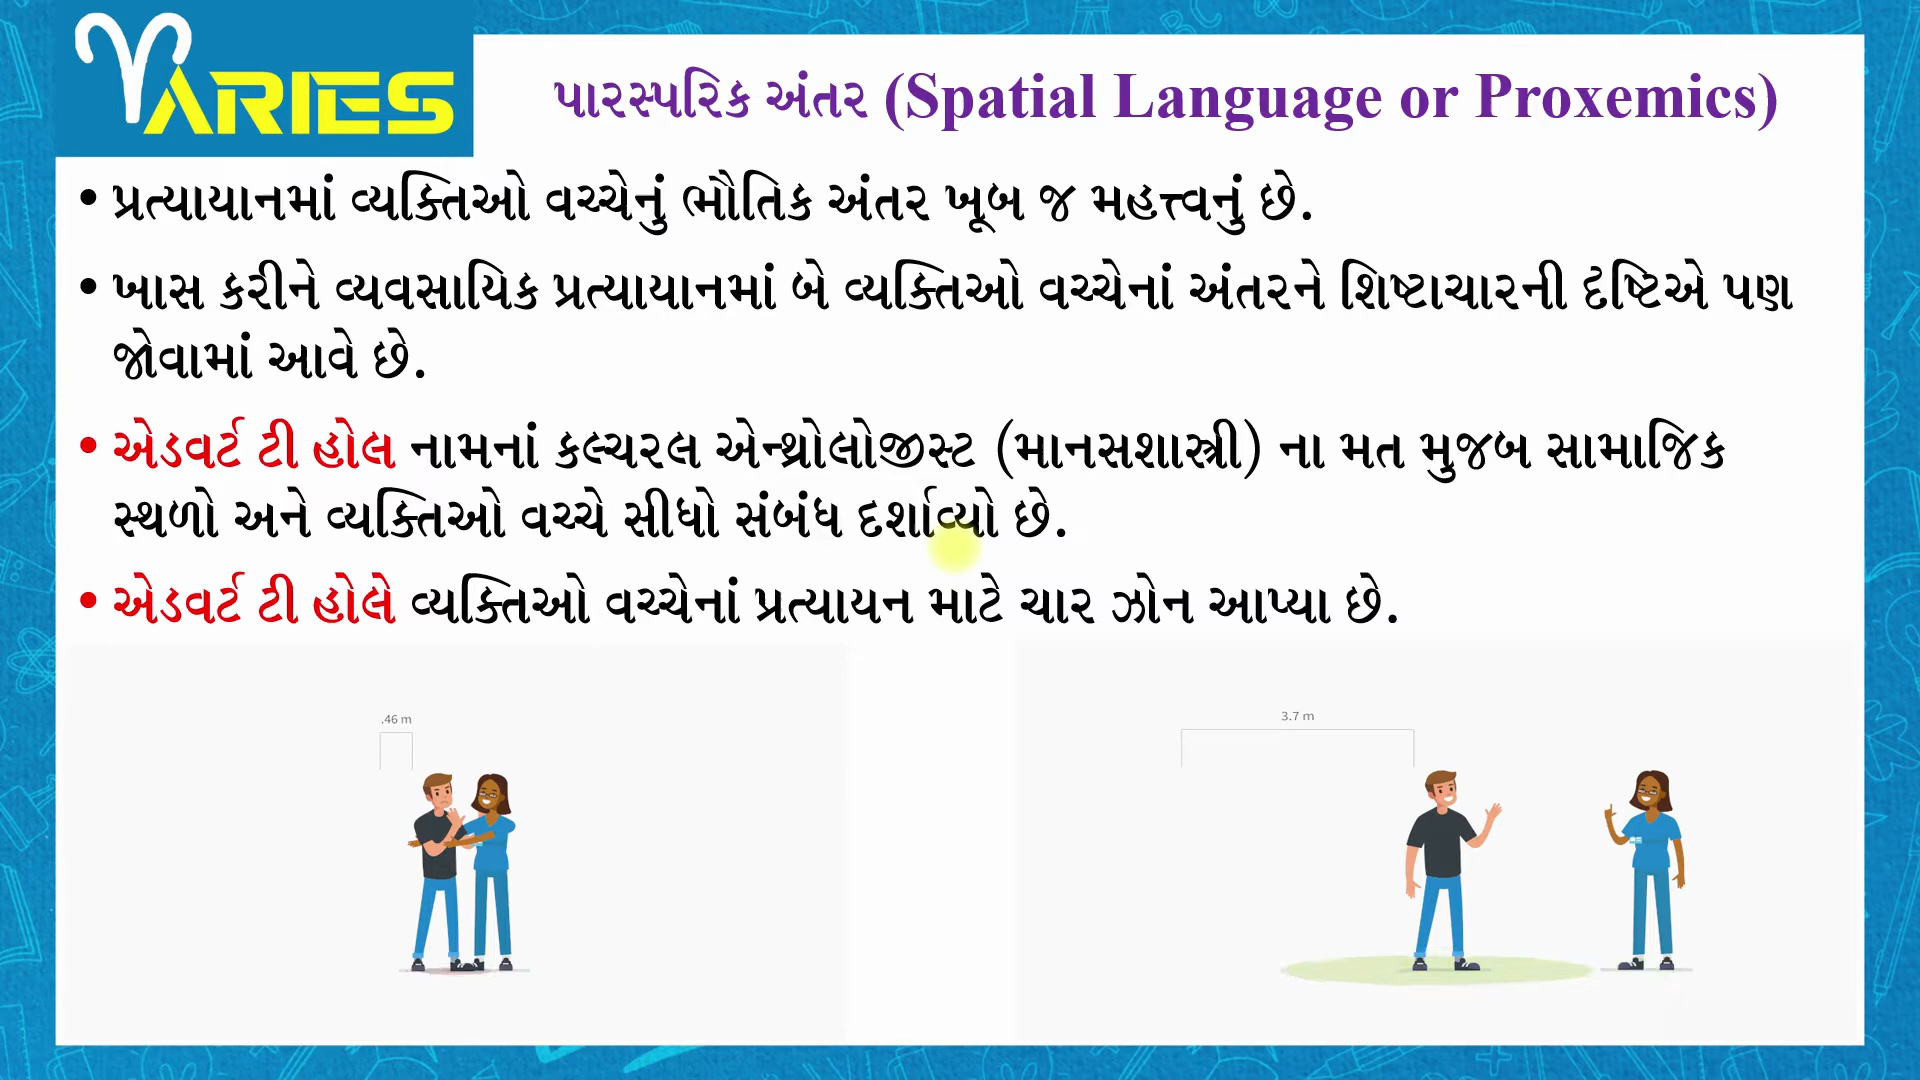 ARIES
પારસ્પરિક અંતર (Spatial Language or Proxemics)
• પ્રત્યાયાનમાં વ્યક્તિઓ વચ્ચેનું ભૌતિક અંતર ખૂબ જ મહત્ત્વનું છે.
• ખાસ કરીને વ્યવસાયિક પ્રત્યાયાનમાં બે વ્યક્તિઓ વચ્ચેનાં અંતરને શિષ્ટાચારની દંષ્ટિએ પણ
જોવામાં આવે છે.
• એડવર્ટ ટી હોલ નામનાં કલ્ચરલ એન્થ્રોલોજીસ્ટ (માનસશાસ્ત્રી) ના મત મુજબ સામાજિક
સ્થળો અને વ્યક્તિઓ વચ્ચે સીધો સંબંધ દર્શાવ્યો છે.
• એડવર્ટ ટી હોલે વ્યક્તિઓ વચ્ચેનાં પ્રત્યાયન માટે ચાર ઝોન આપ્યા છે.
.46 m
3.7 m